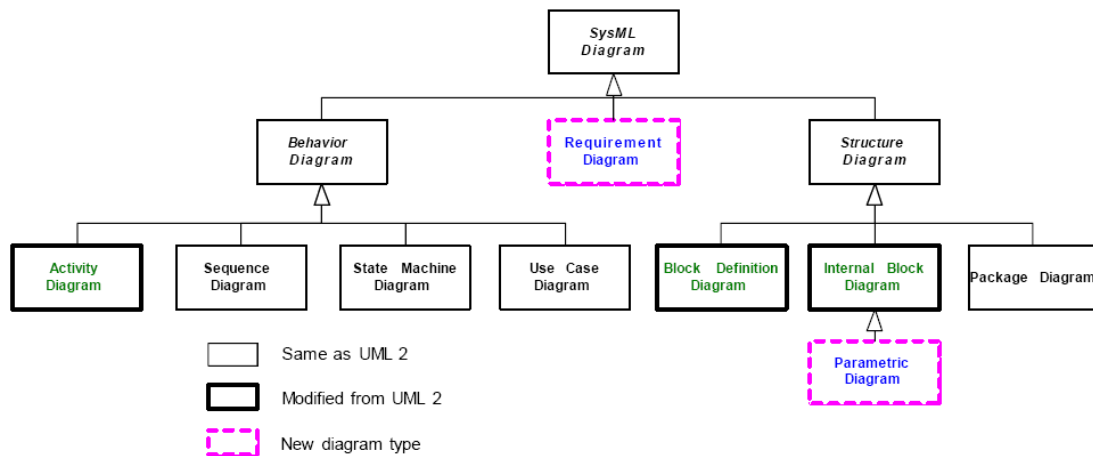 SysML
Diagram
Behavior
Diagram
Requirement
Diagram
Structure
Diagram
Activity
Diagram
Sequence
Diagram
State Machine
Diagram
Use Case
Diagram
Block Definition
Diagram
Internal Block
Diagram
Package Diagram
Parametric
Diagram
Same as UML 2
Modified from UML 2
New diagram type